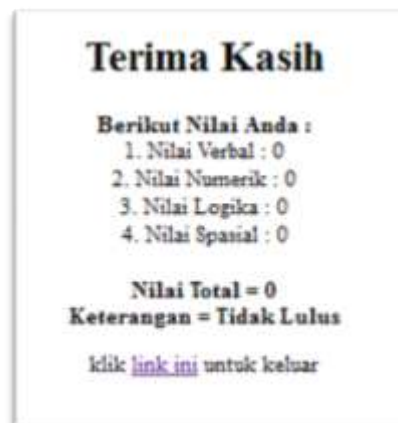 Terima Kasih
Berikut Nilai Anda :
1. Nilai Verbal : 0
2. Nilai Numerik : 0
3. Nilai Logika : 0
4. Nilai Spasial : 0
Nilai Total = 0
Keterangan = Tidak Lulus
klik link ini untuk keluar